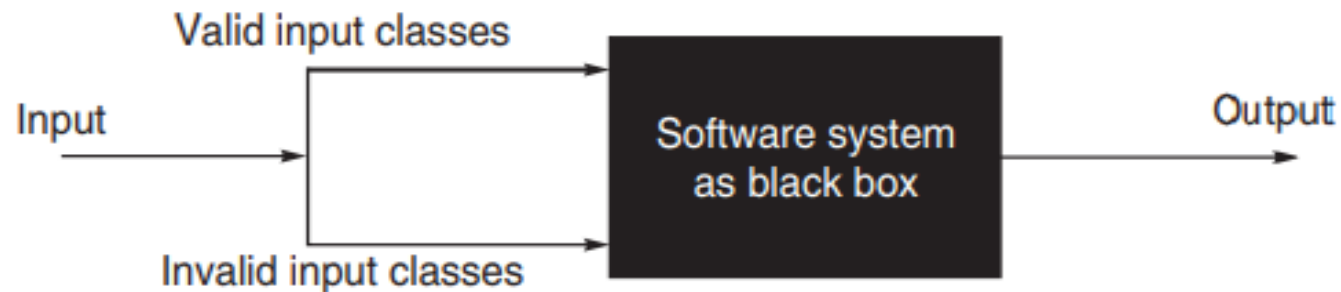 Valid input classes
Input
Output
Software system
as black box
Invalid input classes